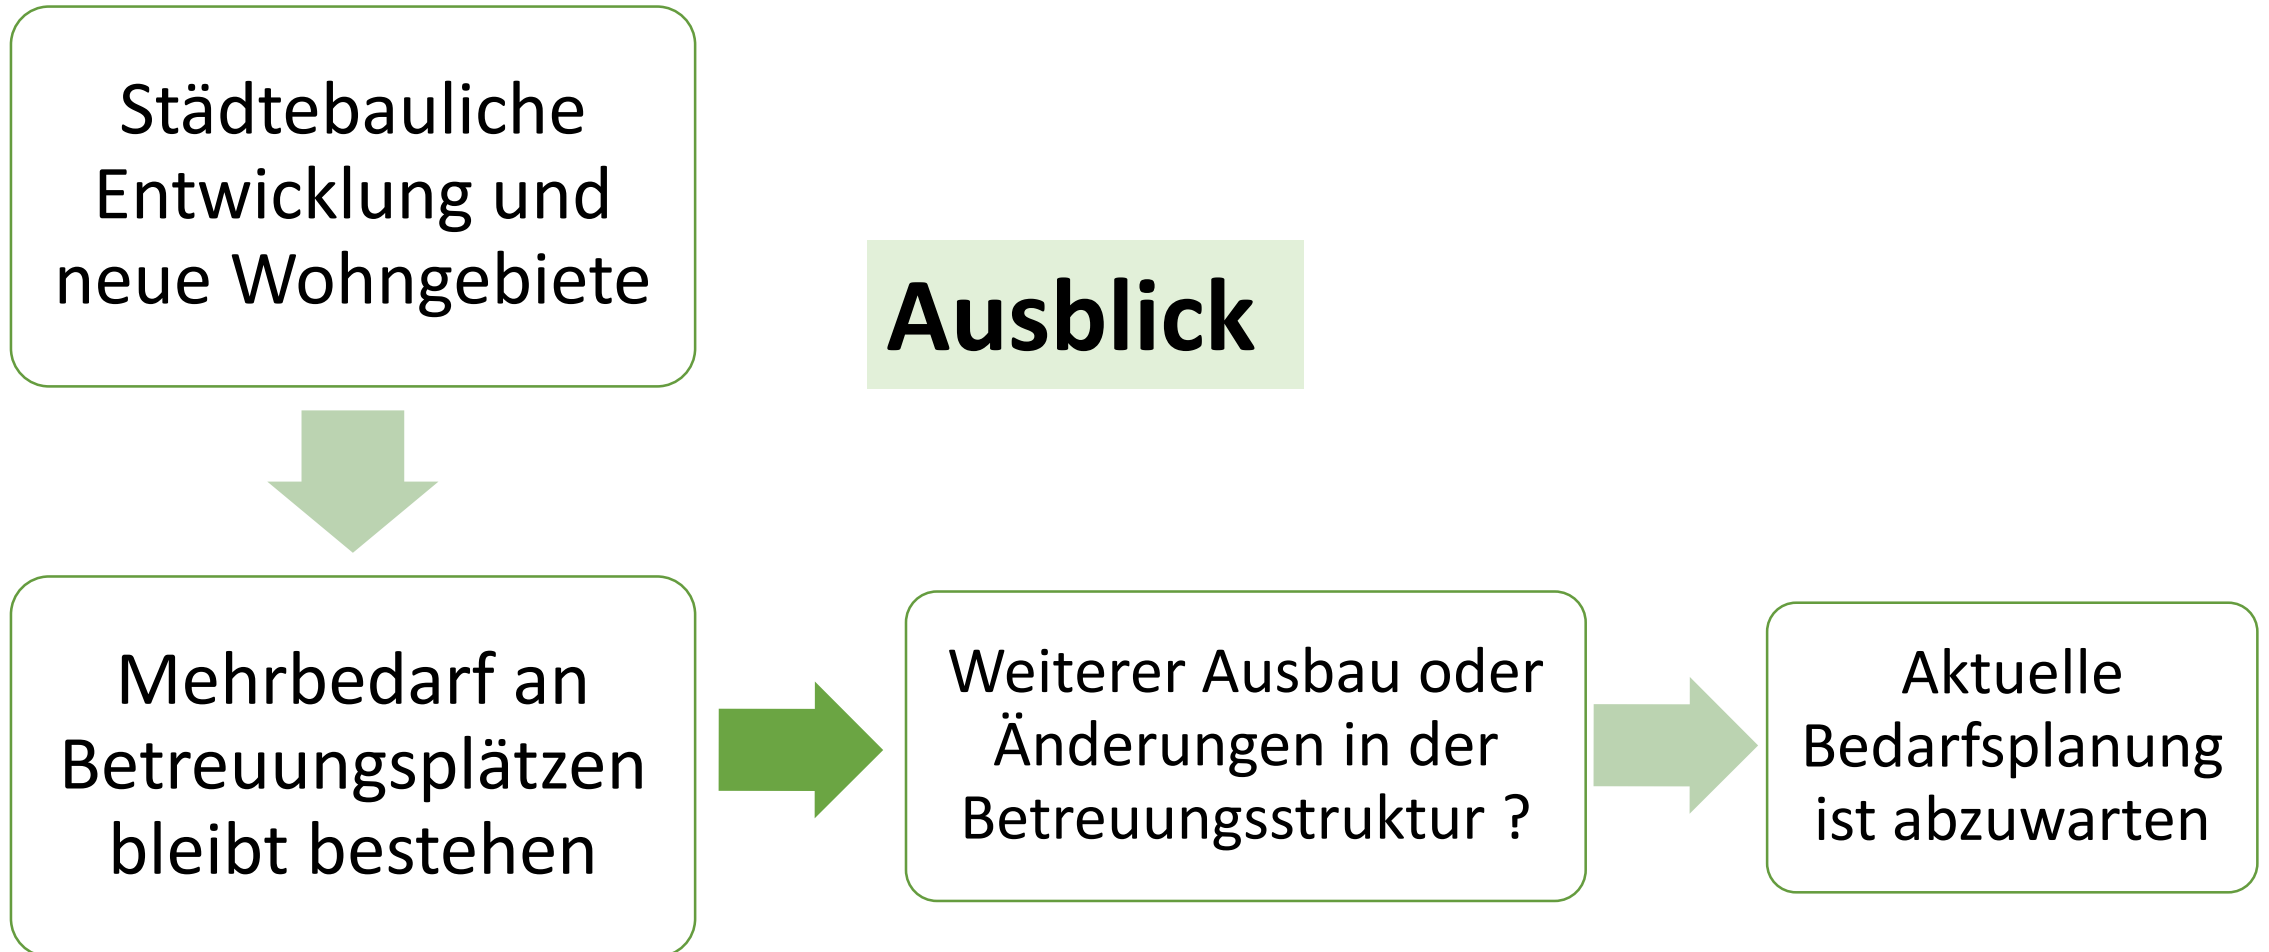 Städtebauliche
Entwicklung und
neue Wohngebiete
Ausblick
Mehrbedarf an
Betreuungsplätzen
bleibt bestehen
Weiterer Ausbau oder
Änderungen in der
Betreuungsstruktur ?
Aktuelle
Bedarfsplanung
ist abzuwarten